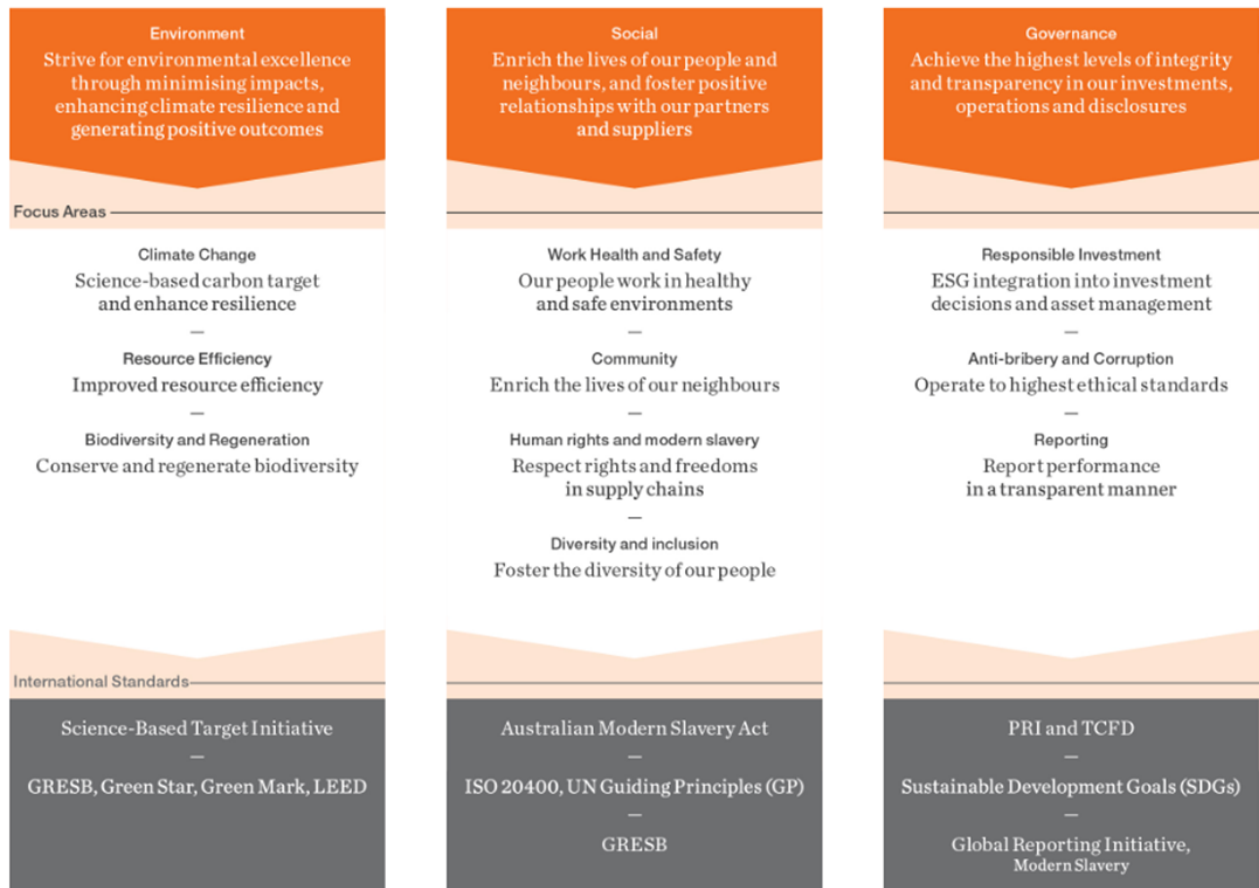 Environment
Strive for environmental excellence
through minimising impacts,
enhancing climate resilience and
generating positive outcomes
Social
Enrich the lives of our people and
neighbours, and foster positive
relationships with our partners
and suppliers
Governance
Achieve the highest levels of integrity
and transparency in our investments,
operations and disclosures
Focus Areas
Climate Change
Science-based carbon target
and enhance resilience
—
Resource Efficiency
Improved resource efficiency
—
Biodiversity and Regeneration
Conserve and regenerate biodiversity
Work Health and Safety
Our people work in healthy
and safe environments
—
Community
Enrich the lives of our neighbours
—
Human rights and modern slavery
Respect rights and freedoms
in supply chains
—
Diversity and inclusion
Foster the diversity of our people
Responsible Investment
ESG integration into investment
decisions and asset management
—
Anti-bribery and Corruption
Operate to highest ethical standards
—
Reporting
Report performance
in a transparent manner
International Standards
Science-Based Target Initiative
—
GRESB, Green Star, Green Mark, LEED
Australian Modern Slavery Act
—
ISO 20400, UN Guiding Principles (GP)
—
GRESB
PRI and TCFD
—
Sustainable Development Goals (SDGs)
—
Global Reporting Initiative,
Modern Slavery